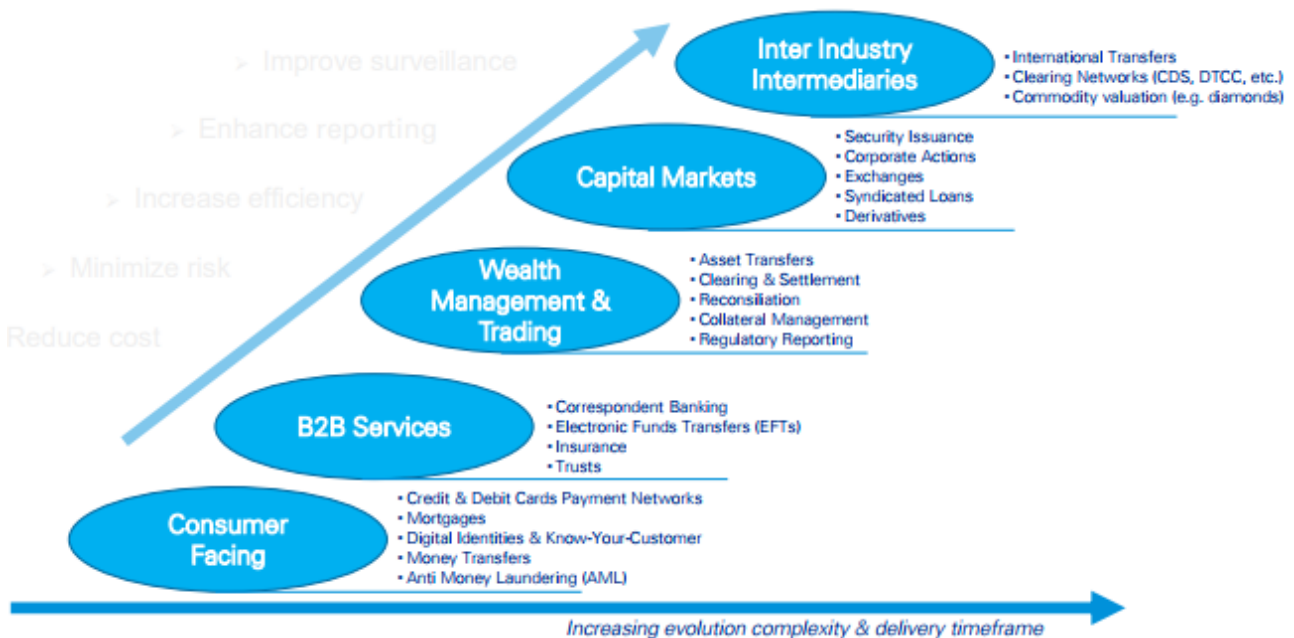 ➢ Improve surveillance
➢ Enhance reporting
➢ Increase efficiency
➢ Minimize risk
Reduce cost
Inter Industry
Intermediaries
• International Transfers
• Clearing Networks (CDS, DTCC, etc.)
• Commodity valuation (e.g. diamonds)
Capital Markets
• Security Issuance
• Corporate Actions
• Exchanges
• Syndicated Loans
• Derivatives
Wealth
Management &
Trading
• Asset Transfers
• Clearing & Settlement
• Reconsiliation
• Collateral Management
• Regulatory Reporting
B2B Services
• Correspondent Banking
• Electronic Funds Transfers (EFTs)
• Insurance
• Trusts
Consumer
Facing
• Credit & Debit Cards Payment Networks
• Mortgages
• Digital Identities & Know-Your-Customer
• Money Transfers
• Anti Money Laundering (AML)
Increasing evolution complexity & delivery timeframe